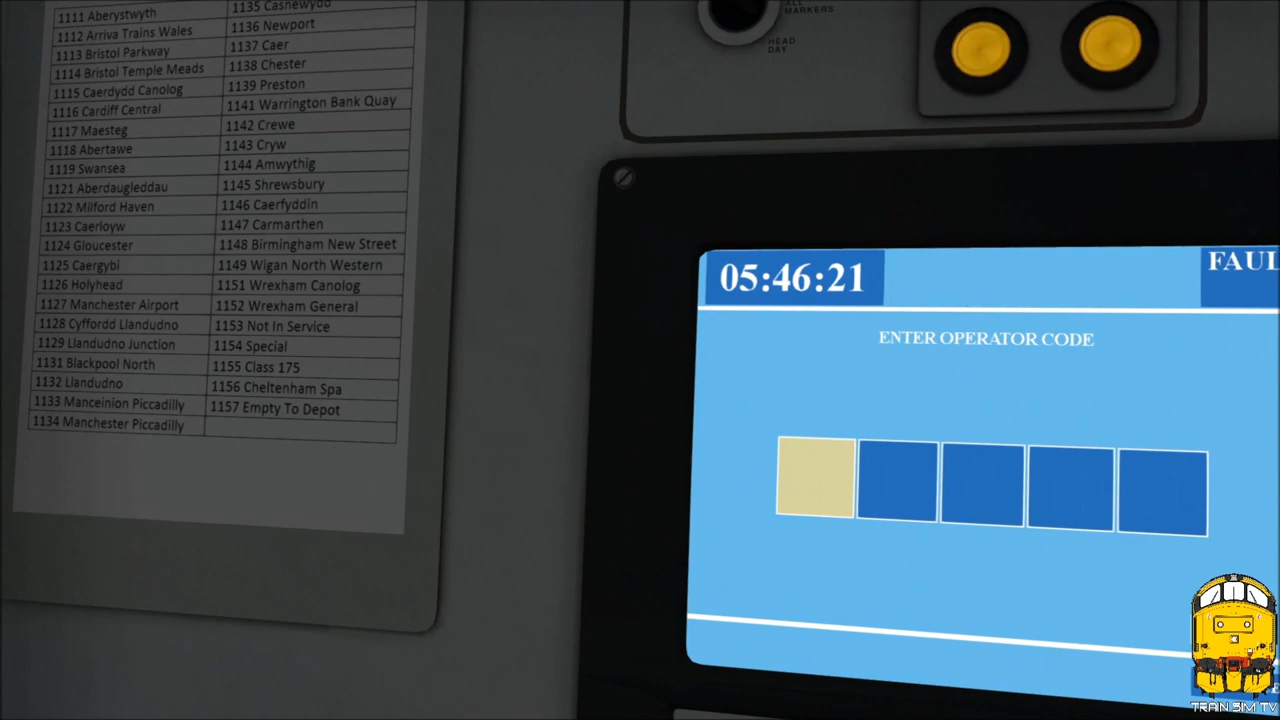 1111 Aberystwyth
1112 Arriva Trains Wales
1113 Bristol Parkway
1114 Bristol Temple Meads
1115 Caerdydd Canolog
1116 Cardiff Central
1117 Maesteg
1118 Abertawe
1119 Swansea
1121 Aberdaugleddau
1122 Milford Haven
1123 Caerloyw
1124 Gloucester
1125 Caergybi
1126 Holyhead
1127 Manchester Airport
1128 Cyffordd Llandudno
1129 Llandudno Junction
1131 Blackpool North
1132 Llandudno
1133 Manceinion Piccadilly
1134 Manchester Piccadilly
1135 Casnewydd
1136 Newport
1137 Caer
1138 Chester
1139 Preston
1141 Warrington Bank Quay
1142 Crewe
1143 Cryw
1144 Amwythig
1145 Shrewsbury
1146 Caerfyddin
1147 Carmarthen
1148 Birmingham New Street
1149 Wigan North Western
1151 Wrexham Canolog
1152 Wrexham General
1153 Not In Service
1154 Special
1155 Class 175
1156 Cheltenham Spa
1157 Empty To Depot
ALL
MARKERS
HEAD
DAY
05:46:21
FAUL
ENTER OPERATOR CODE
TRAIN SIM TV